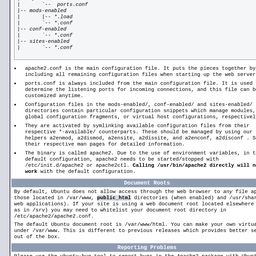 |       `-- ports.conf
|-- mods-enabled
|       |-- *.load
|       `-- *.conf
|-- conf-enabled
|       `-- *.conf
|-- sites-enabled
|       `-- *.conf
apache2.conf is the main configuration file. It puts the pieces together by
including all remaining configuration files when starting up the web server
ports.conf is always included from the main configuration file. It is used
determine the listening ports for incoming connections, and this file can be
customized anytime.
Configuration files in the mods-enabled/, conf-enabled/ and sites-enabled/
directories contain particular configuration snippets which manage modules,
global configuration fragments, or virtual host configurations, respectively
They are activated by symlinking available configuration files from their
respective *-available/ counterparts. These should be managed by using our
helpers a2enmod, a2dismod, a2ensite, a2dissite, and a2enconf, a2disconf . S
their respective man pages for detailed information.
The binary is called apache2. Due to the use of environment variables, in t
default configuration, apache2 needs to be started/stopped with
/etc/init.d/apache2 or apache2ctl. Calling /usr/bin/apache2 directly will n
work with the default configuration.
Document Roots
By default, Ubuntu does not allow access through the web browser to any file ap
those located in /var/www, public_html directories (when enabled) and /usr/shar
web applications). If your site is using a web document root located elsewhere
as in /srv) you may need to whitelist your document root directory in
/etc/apache2/apache2.conf.
The default Ubuntu document root is /var/www/html. You can make your own virtua
under /var/www. This is different to previous releases which provides better se
out of the box.
Reporting Problems